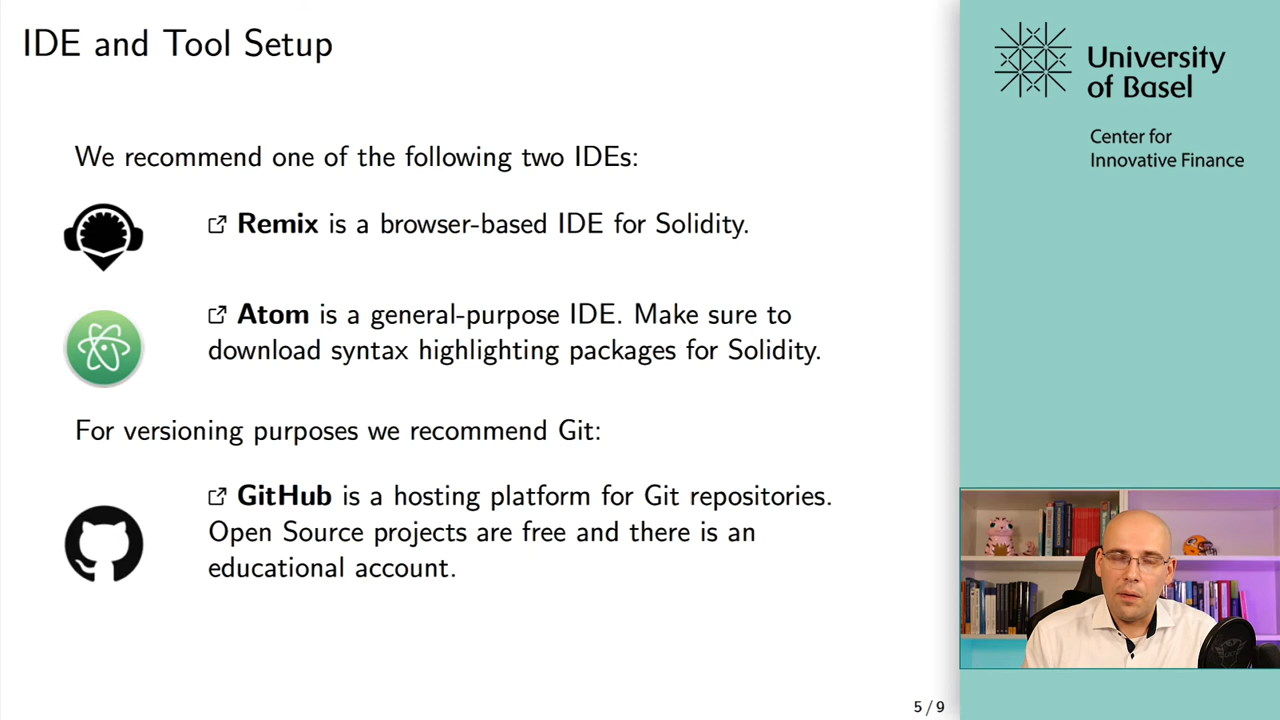 IDE and Tool Setup
We recommend one of the following two IDEs:
Remix is a browser-based IDE for Solidity.
Atom is a general-purpose IDE. Make sure to
download syntax highlighting packages for Solidity.
For versioning purposes we recommend Git:
GitHub is a hosting platform for Git repositories.
Open Source projects are free and there is an
educational account.
5 / 9
University
of Basel
Center for
Innovative Finance